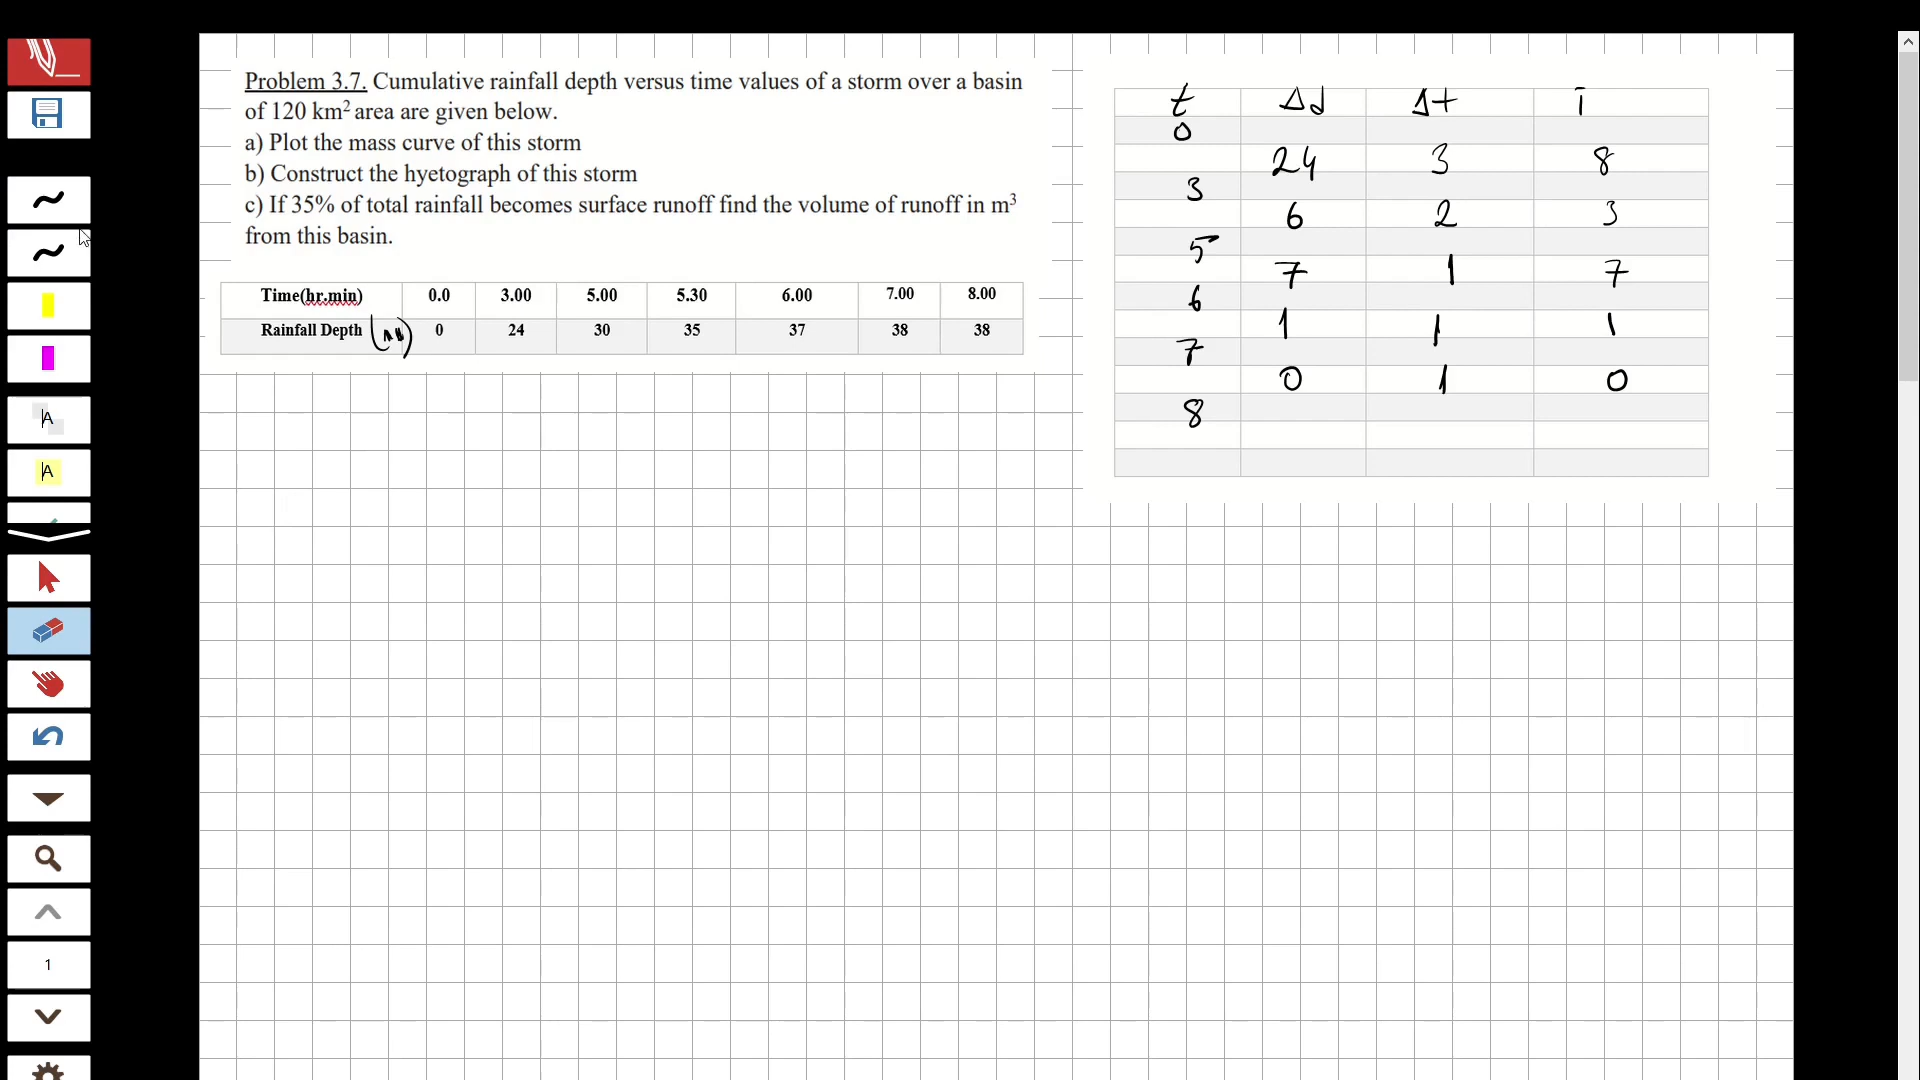 Problem 3.7. Cumulative rainfall depth versus time values of a storm over a basin
of 120 km² area are given below.
a) Plot the mass curve of this storm
b) Construct the hyetograph of this storm
c) If 35% of total rainfall becomes surface runoff find the volume of runoff in m³
from this basin.
Time(hr.min) 0.0 3.00 5.00 5.30 6.00 7.00 8.00
Rainfall Depth 0 24 30 35 37 38 38
t Δd Δt i
0
24 3 8
3
6 2 3
5
7 1 7
6
1 1 1
7
0 1 0
8
A
A
1